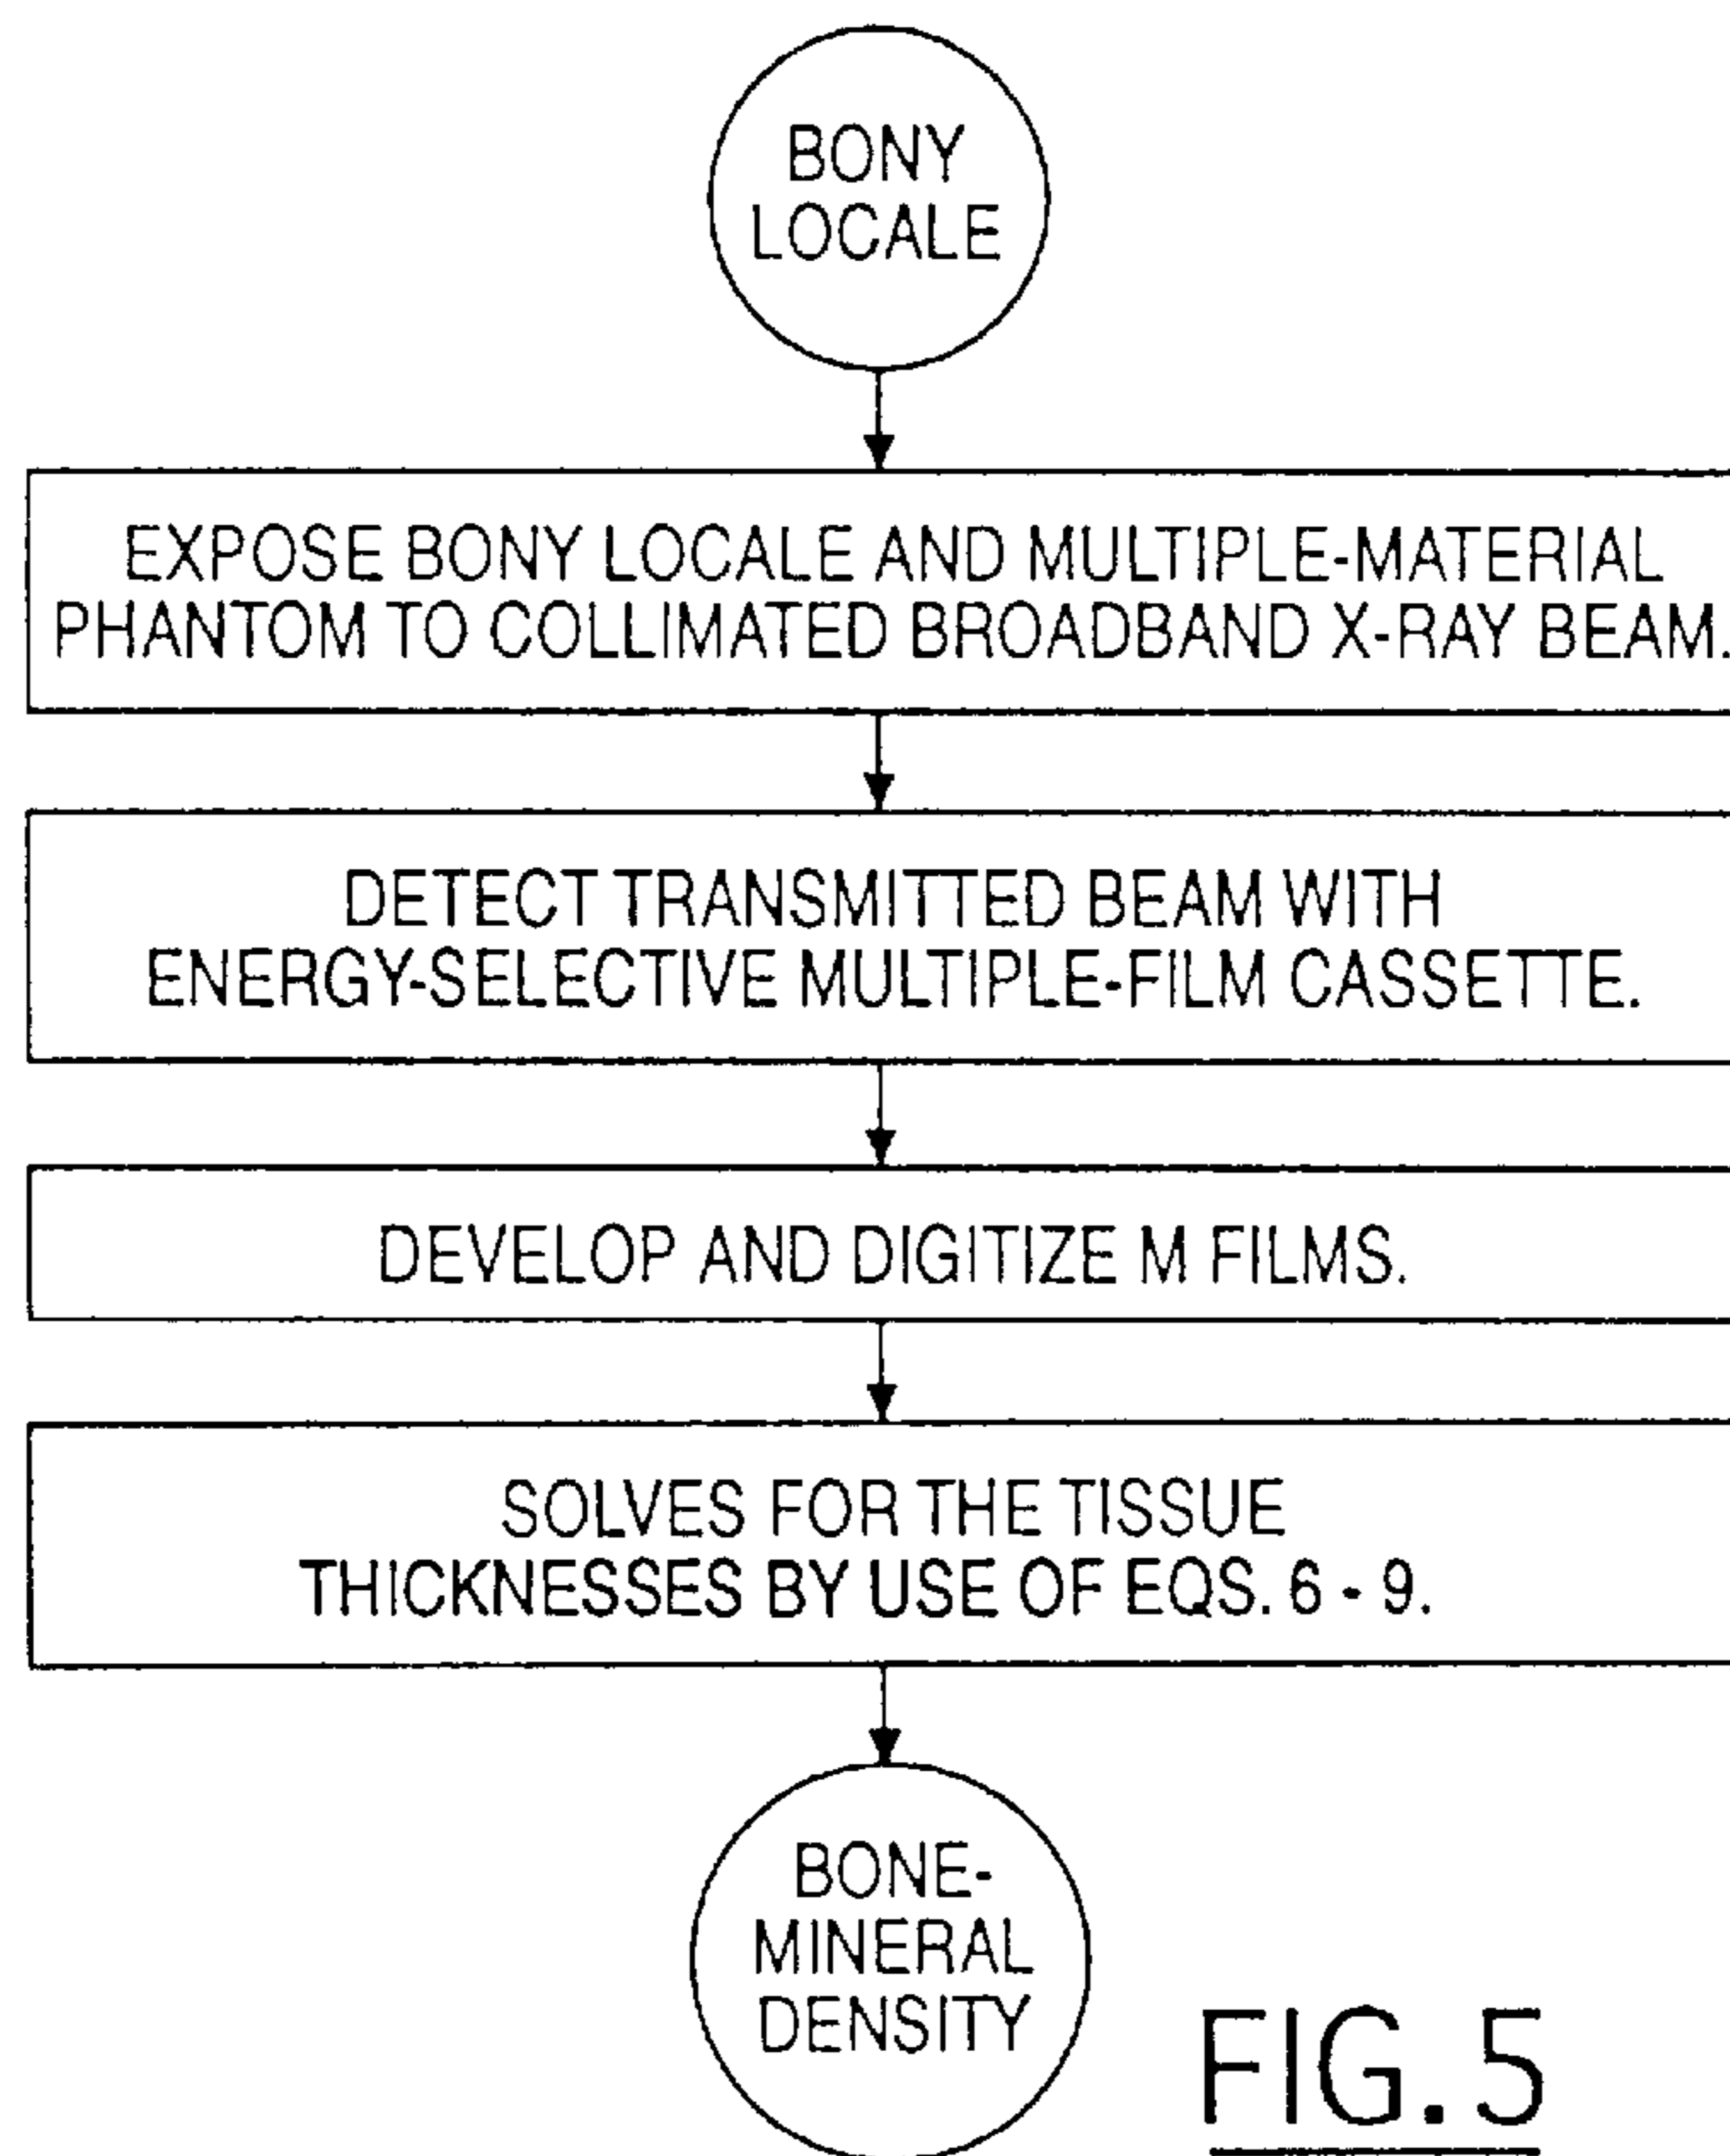 BONY
LOCALE
EXPOSE BONY LOCALE AND MULTIPLE-MATERIAL
PHANTOM TO COLLIMATED BROADBAND X-RAY BEAM.
DETECT TRANSMITTED BEAM WITH
ENERGY-SELECTIVE MULTIPLE-FILM CASSETTE.
DEVELOP AND DIGITIZE M FILMS.
SOLVES FOR THE TISSUE
THICKNESSES BY USE OF EQS. 6 - 9.
BONE-
MINERAL
DENSITY
FIG. 5